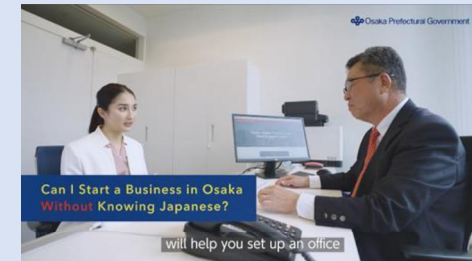 Osaka Prefectural Government
Can I Start a Business in Osaka
Without Knowing Japanese?
will help you set up an office